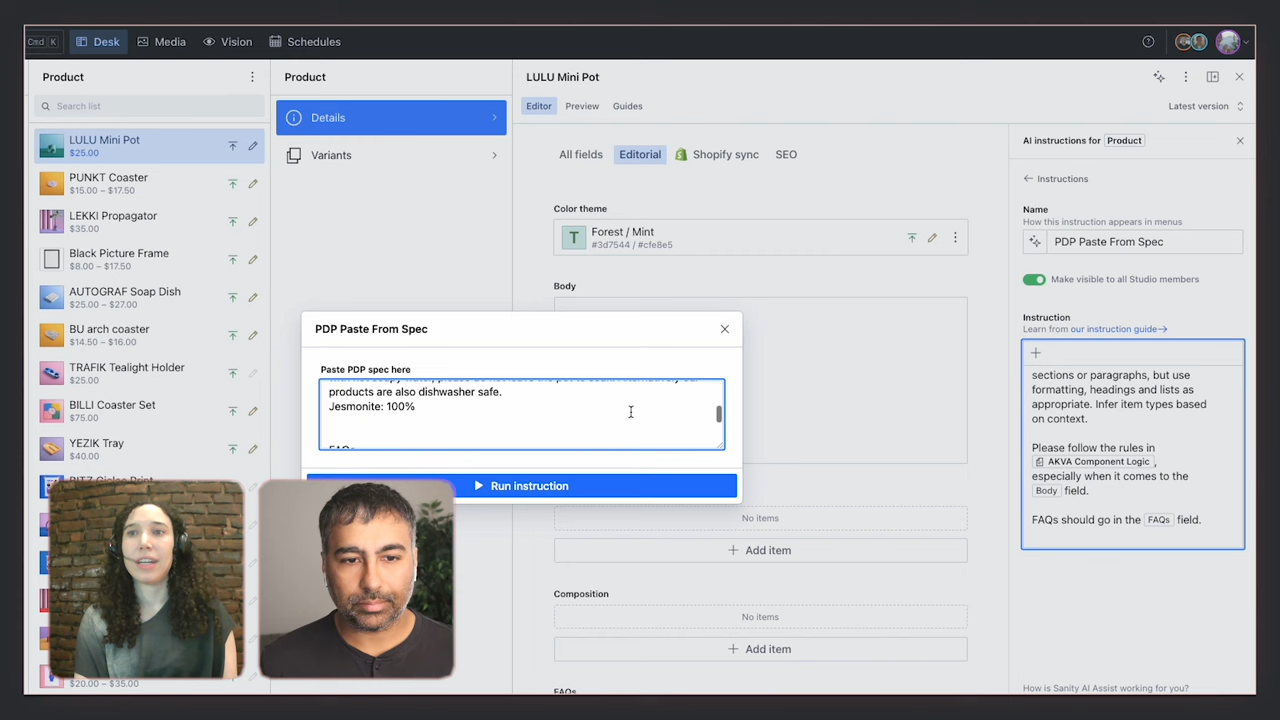 Cmd K
Desk
Media
Vision
Schedules
Product
Search list
LULU Mini Pot
$25.00
PUNKT Coaster
$15.00 – $17.50
LEKKI Propagator
$35.00
Black Picture Frame
$8.00 – $17.50
AUTOGRAF Soap Dish
$25.00 – $27.00
BU arch coaster
$14.50 – $16.00
TRAFIK Tealight Holder
$25.00
BILLI Coaster Set
$75.00
YEZIK Tray
$40.00
$20.00 – $35.00
Product
Details
Variants
LULU Mini Pot
Editor
Preview
Guides
Latest version
All fields
Editorial
Shopify sync
SEO
Color theme
T
Forest / Mint
#3d7544 / #cfe8e5
Body
No items
Add item
Composition
No items
Add item
FAQs
PDP Paste From Spec
Paste PDP spec here
products are also dishwasher safe.
Jesmonite: 100%
FAQs
Run instruction
AI instructions for Product
Instructions
Name
How this instruction appears in menus
PDP Paste From Spec
Make visible to all Studio members
Instruction
Learn from our instruction guide→
sections or paragraphs, but use
formatting, headings and lists as
appropriate. Infer item types based
on context.
Please follow the rules in
AKVA Component Logic ,
especially when it comes to the
Body field.
FAQs should go in the FAQs field.
How is Sanity AI Assist working for you?